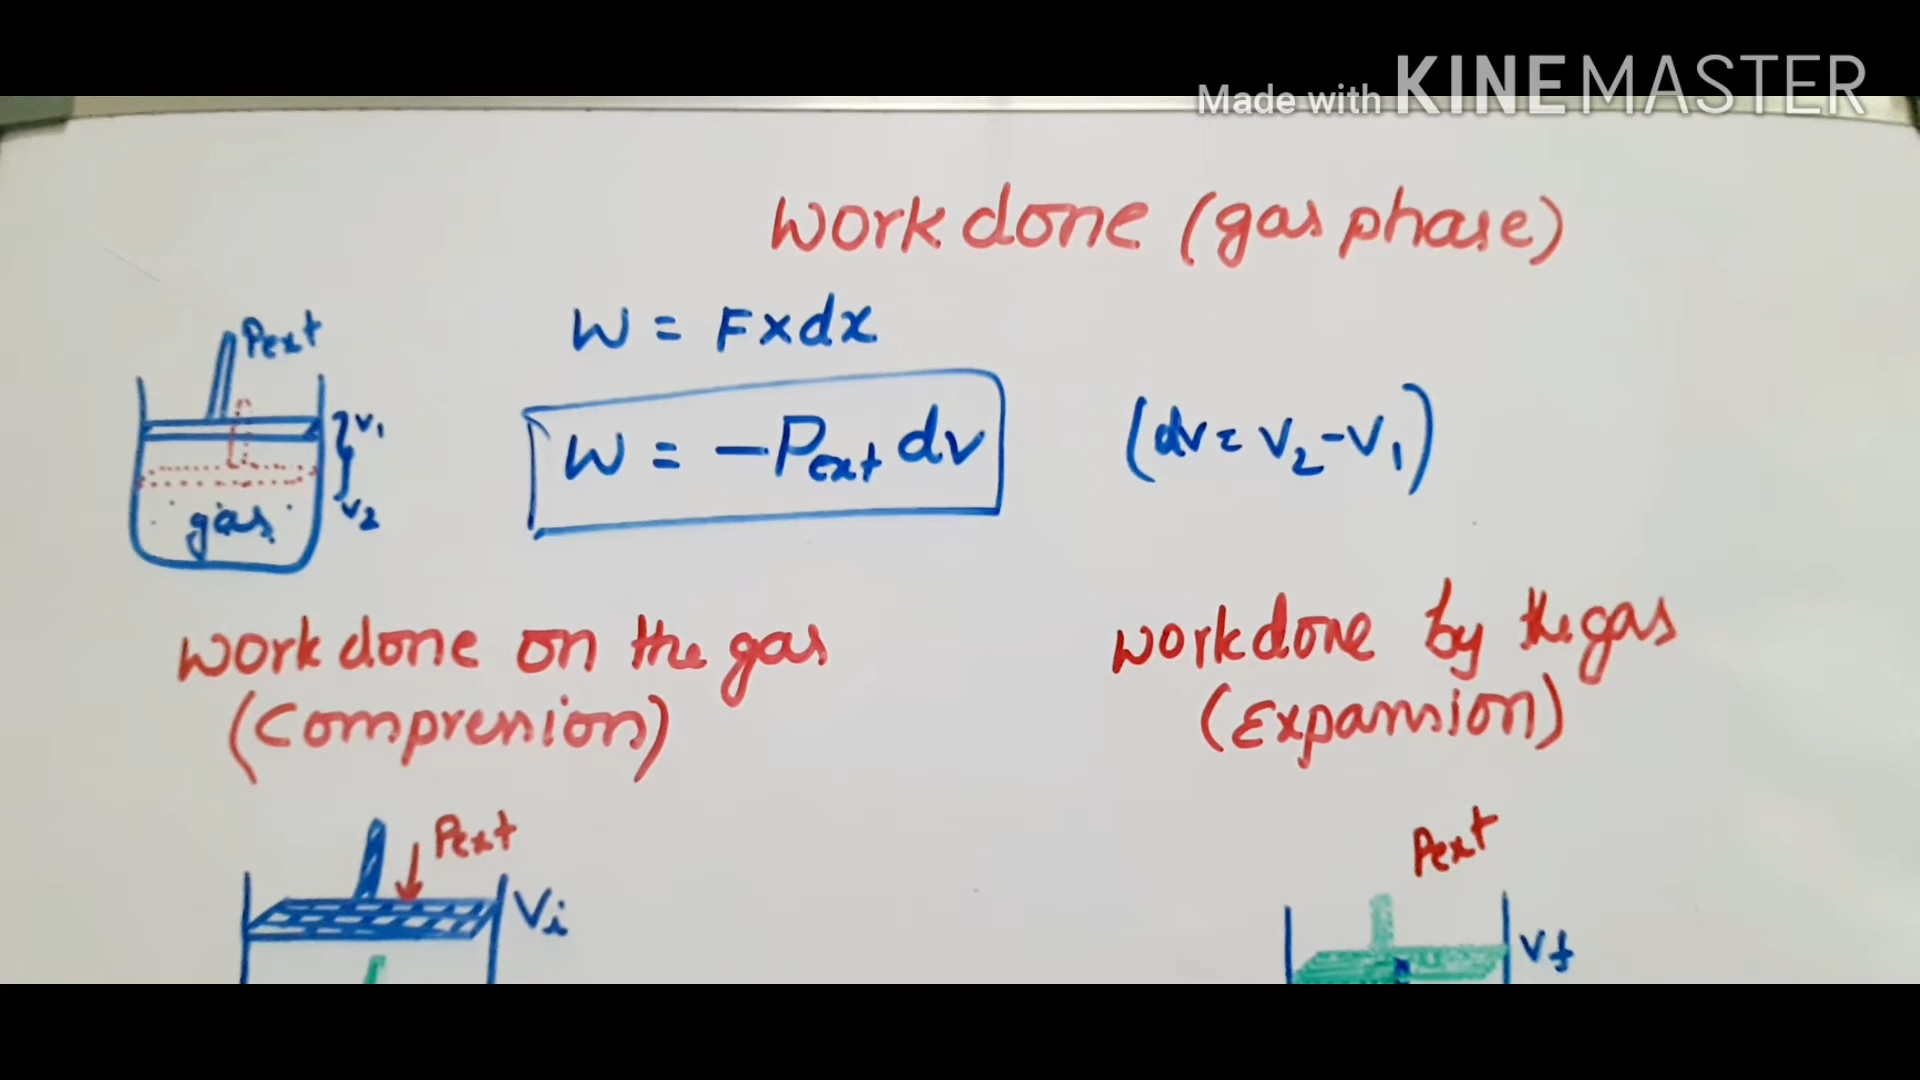 Made with KINEMASTER
Work done (gas phase)
Pext
W = F x dx
W = -Pext dv
(dv = V2 - V1)
V1
V2
gas
Work done on the gas
(Compression)
Work done by the gas
(Expansion)
Pext
Vi
Pext
Vf